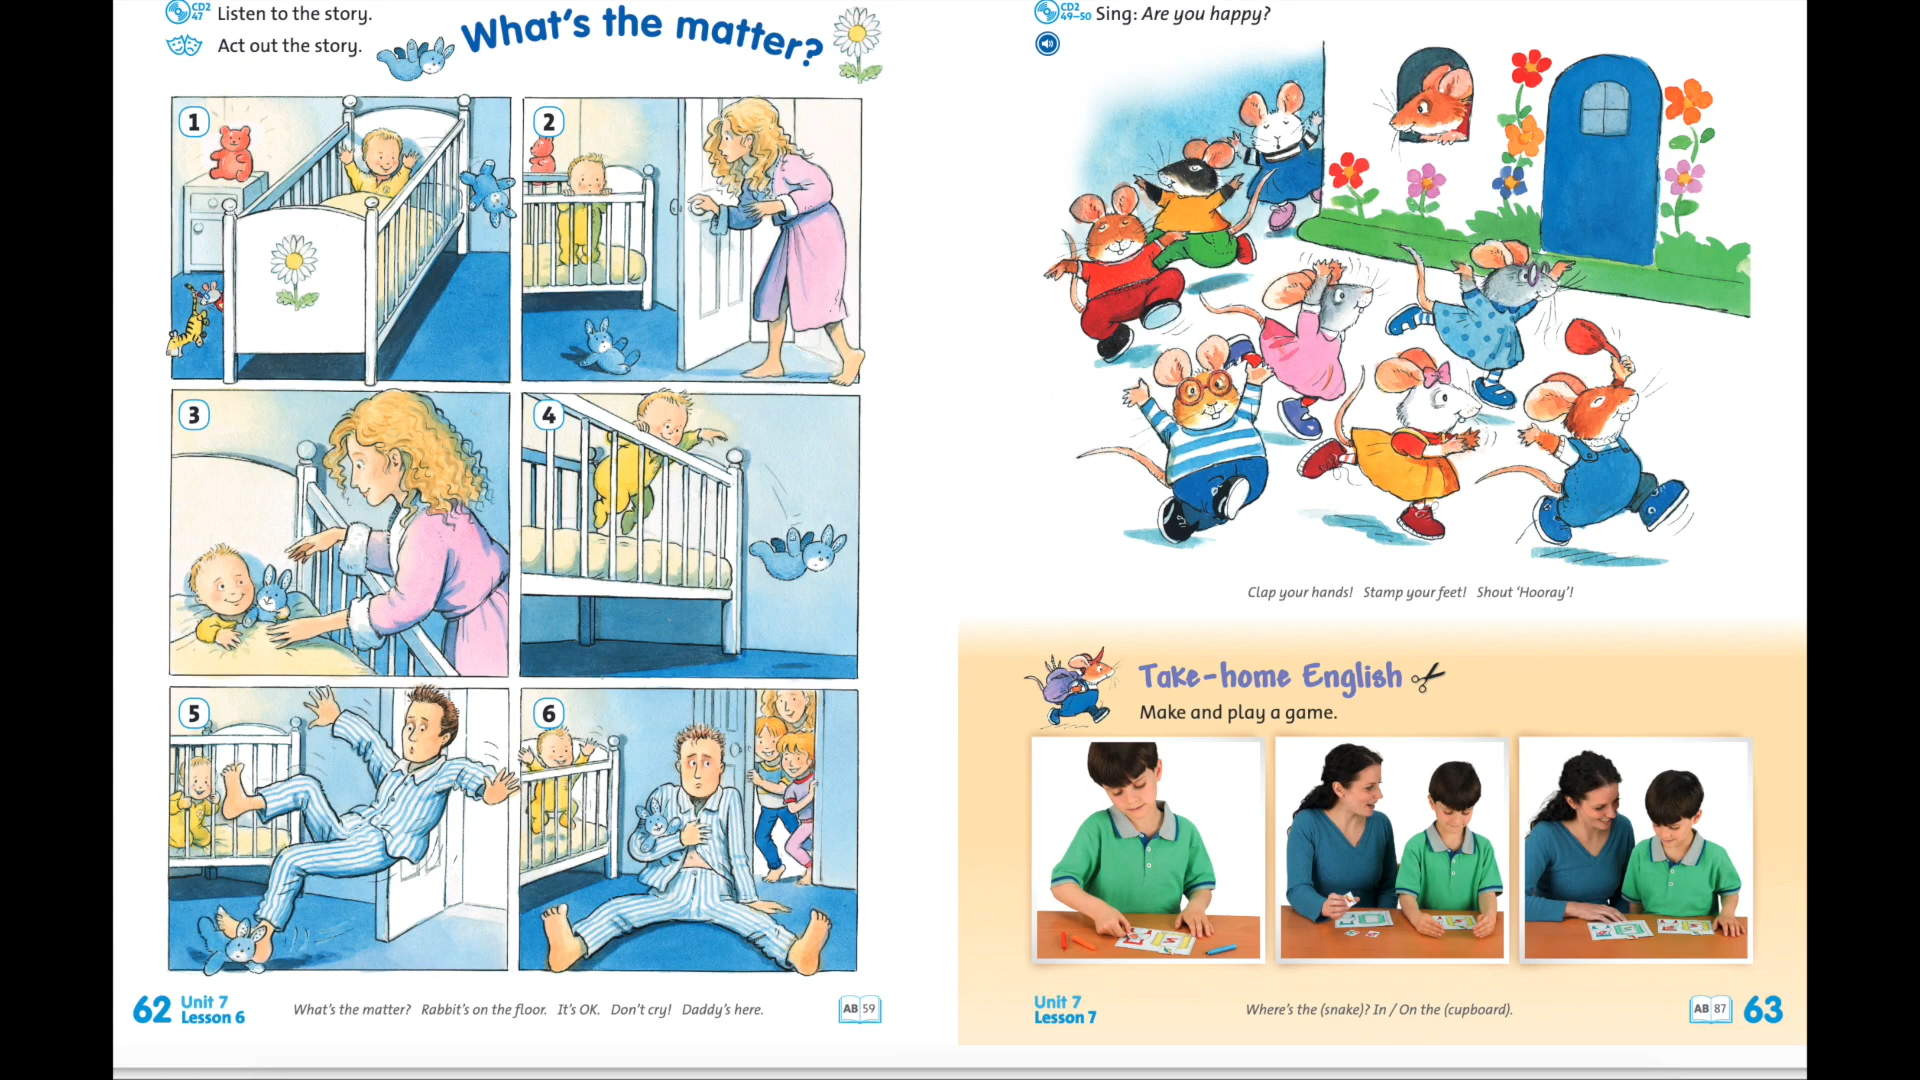 CD2
47
Listen to the story.
Act out the story.
What's the matter?
1
2
3
4
5
6
62
Unit 7
Lesson 6
What's the matter? Rabbit's on the floor. It's OK. Don't cry! Daddy's here.
AB 59
CD2
49–50
Sing: Are you happy?
Clap your hands! Stamp your feet! Shout ‘Hooray’!
Take-home English
Make and play a game.
Unit 7
Lesson 7
Where's the (snake)? In / On the (cupboard).
AB 87
63